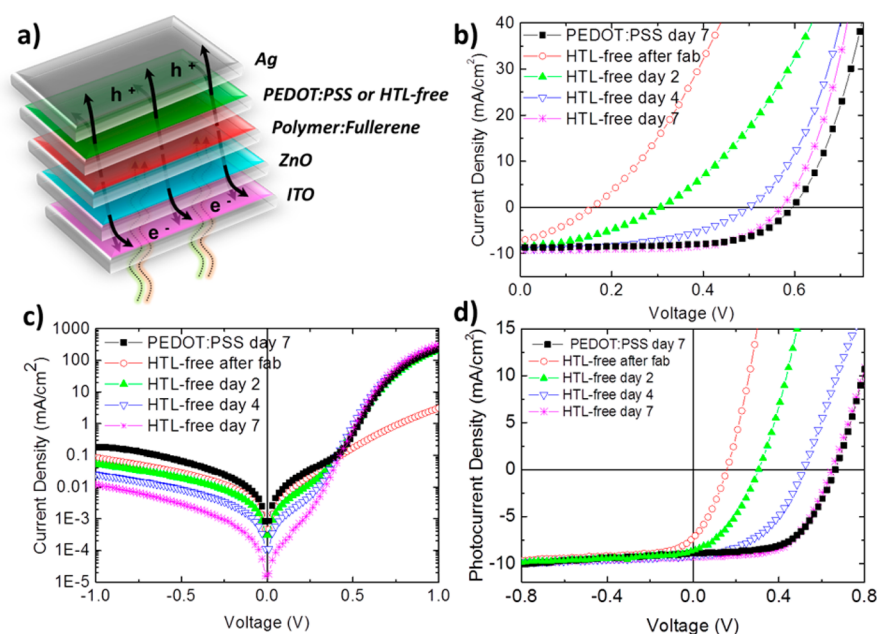 a)
h +
h +
e -
e -
Ag
PEDOT:PSS or HTL-free
Polymer:Fullerene
ZnO
ITO
b)
40
30
20
10
0
-10
0.0
0.2
0.4
0.6
Current Density (mA/cm²)
Voltage (V)
PEDOT:PSS day 7
HTL-free after fab
HTL-free day 2
HTL-free day 4
HTL-free day 7
c)
1000
100
10
1
0.1
0.01
1E-3
1E-4
1E-5
-1.0
-0.5
0.0
0.5
1.0
Current Density (mA/cm²)
Voltage (V)
PEDOT:PSS day 7
HTL-free after fab
HTL-free day 2
HTL-free day 4
HTL-free day 7
d)
15
10
5
0
-5
-10
-0.8
-0.4
0.0
0.4
0.8
Photocurrent Density (mA/cm²)
Voltage (V)
PEDOT:PSS day 7
HTL-free after fab
HTL-free day 2
HTL-free day 4
HTL-free day 7